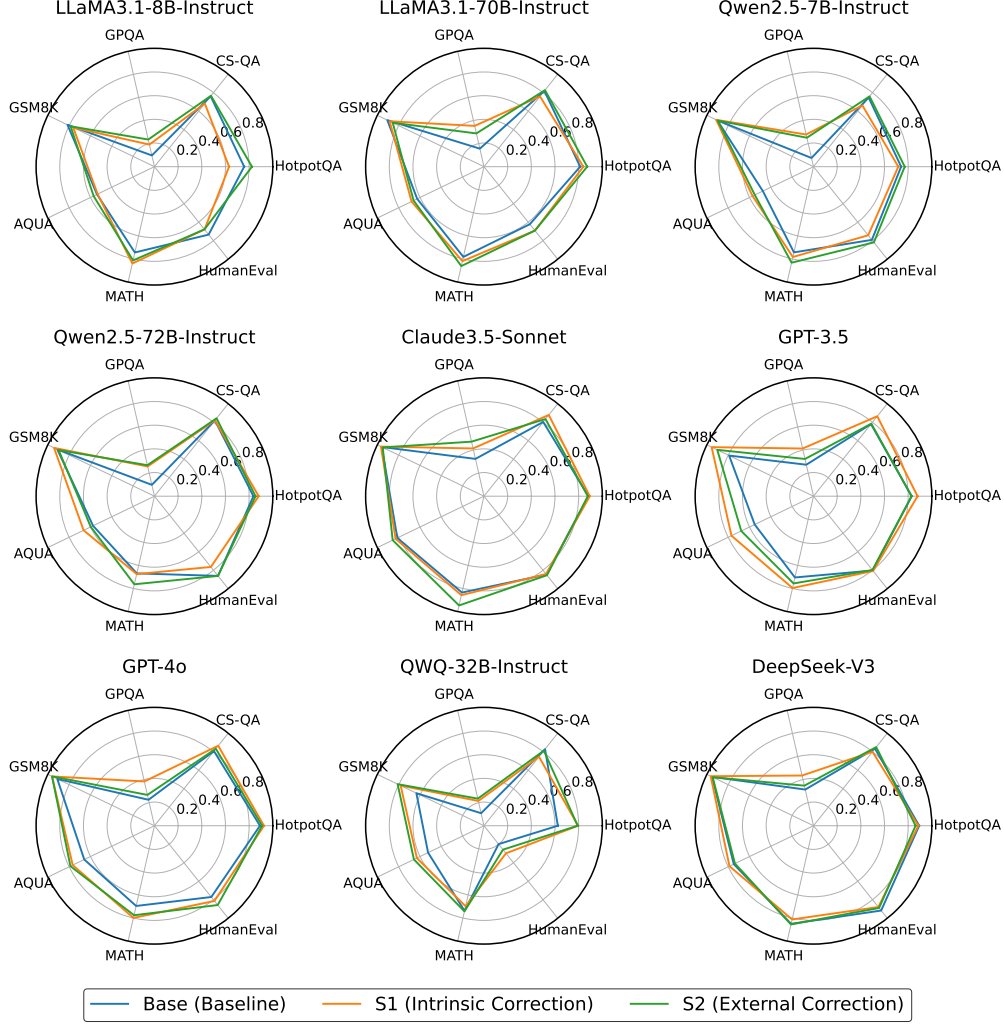 LLaMA3.1-8B-Instruct
LLaMA3.1-70B-Instruct
Qwen2.5-7B-Instruct
GPQA
CS-QA
GSM8K
0.2
0.4
0.6
0.8
HotpotQA
AQUA
HumanEval
MATH
GPQA
CS-QA
GSM8K
0.2
0.4
0.6
0.8
HotpotQA
AQUA
HumanEval
MATH
GPQA
CS-QA
GSM8K
0.2
0.4
0.6
0.8
HotpotQA
AQUA
HumanEval
MATH
Qwen2.5-72B-Instruct
Claude3.5-Sonnet
GPT-3.5
GPQA
CS-QA
GSM8K
0.2
0.4
0.6
0.8
HotpotQA
AQUA
HumanEval
MATH
GPQA
CS-QA
GSM8K
0.2
0.4
0.6
0.8
HotpotQA
AQUA
HumanEval
MATH
GPQA
CS-QA
GSM8K
0.2
0.4
0.6
0.8
HotpotQA
AQUA
HumanEval
MATH
GPT-4o
QWQ-32B-Instruct
DeepSeek-V3
GPQA
CS-QA
GSM8K
0.2
0.4
0.6
0.8
HotpotQA
AQUA
HumanEval
MATH
GPQA
CS-QA
GSM8K
0.2
0.4
0.6
0.8
HotpotQA
AQUA
HumanEval
MATH
GPQA
CS-QA
GSM8K
0.2
0.4
0.6
0.8
HotpotQA
AQUA
HumanEval
MATH
Base (Baseline)
S1 (Intrinsic Correction)
S2 (External Correction)